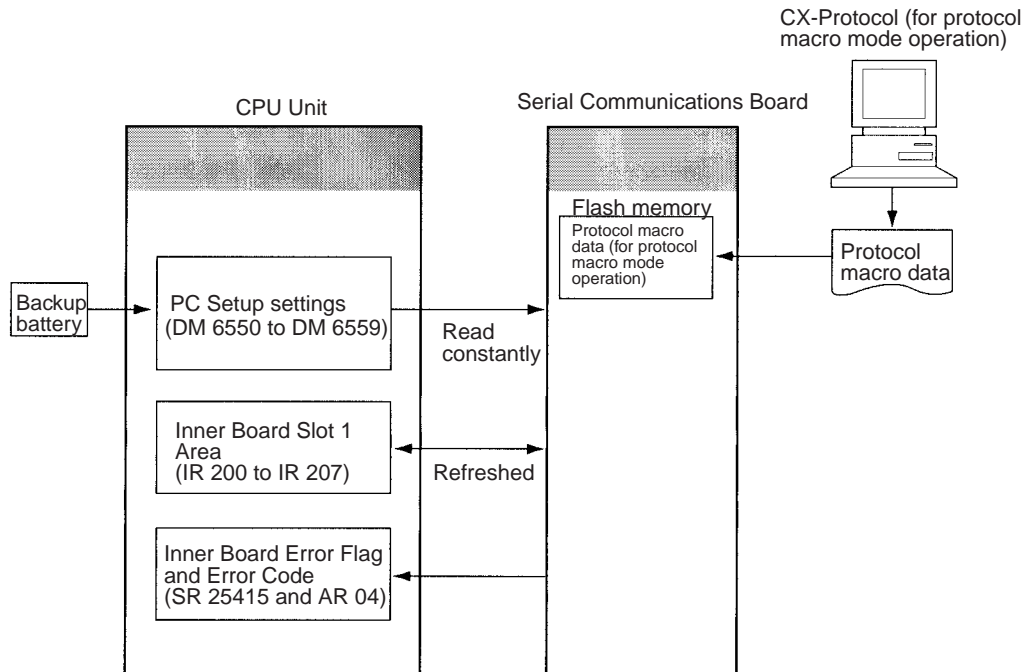 CX-Protocol (for protocol
macro mode operation)
CPU Unit
Serial Communications Board
Flash memory
Protocol macro
data (for protocol
macro mode
operation)
Protocol
macro data
Backup
battery
PC Setup settings
(DM 6550 to DM 6559)
Read
constantly
Inner Board Slot 1
Area
(IR 200 to IR 207)
Refreshed
Inner Board Error Flag
and Error Code
(SR 25415 and AR 04)